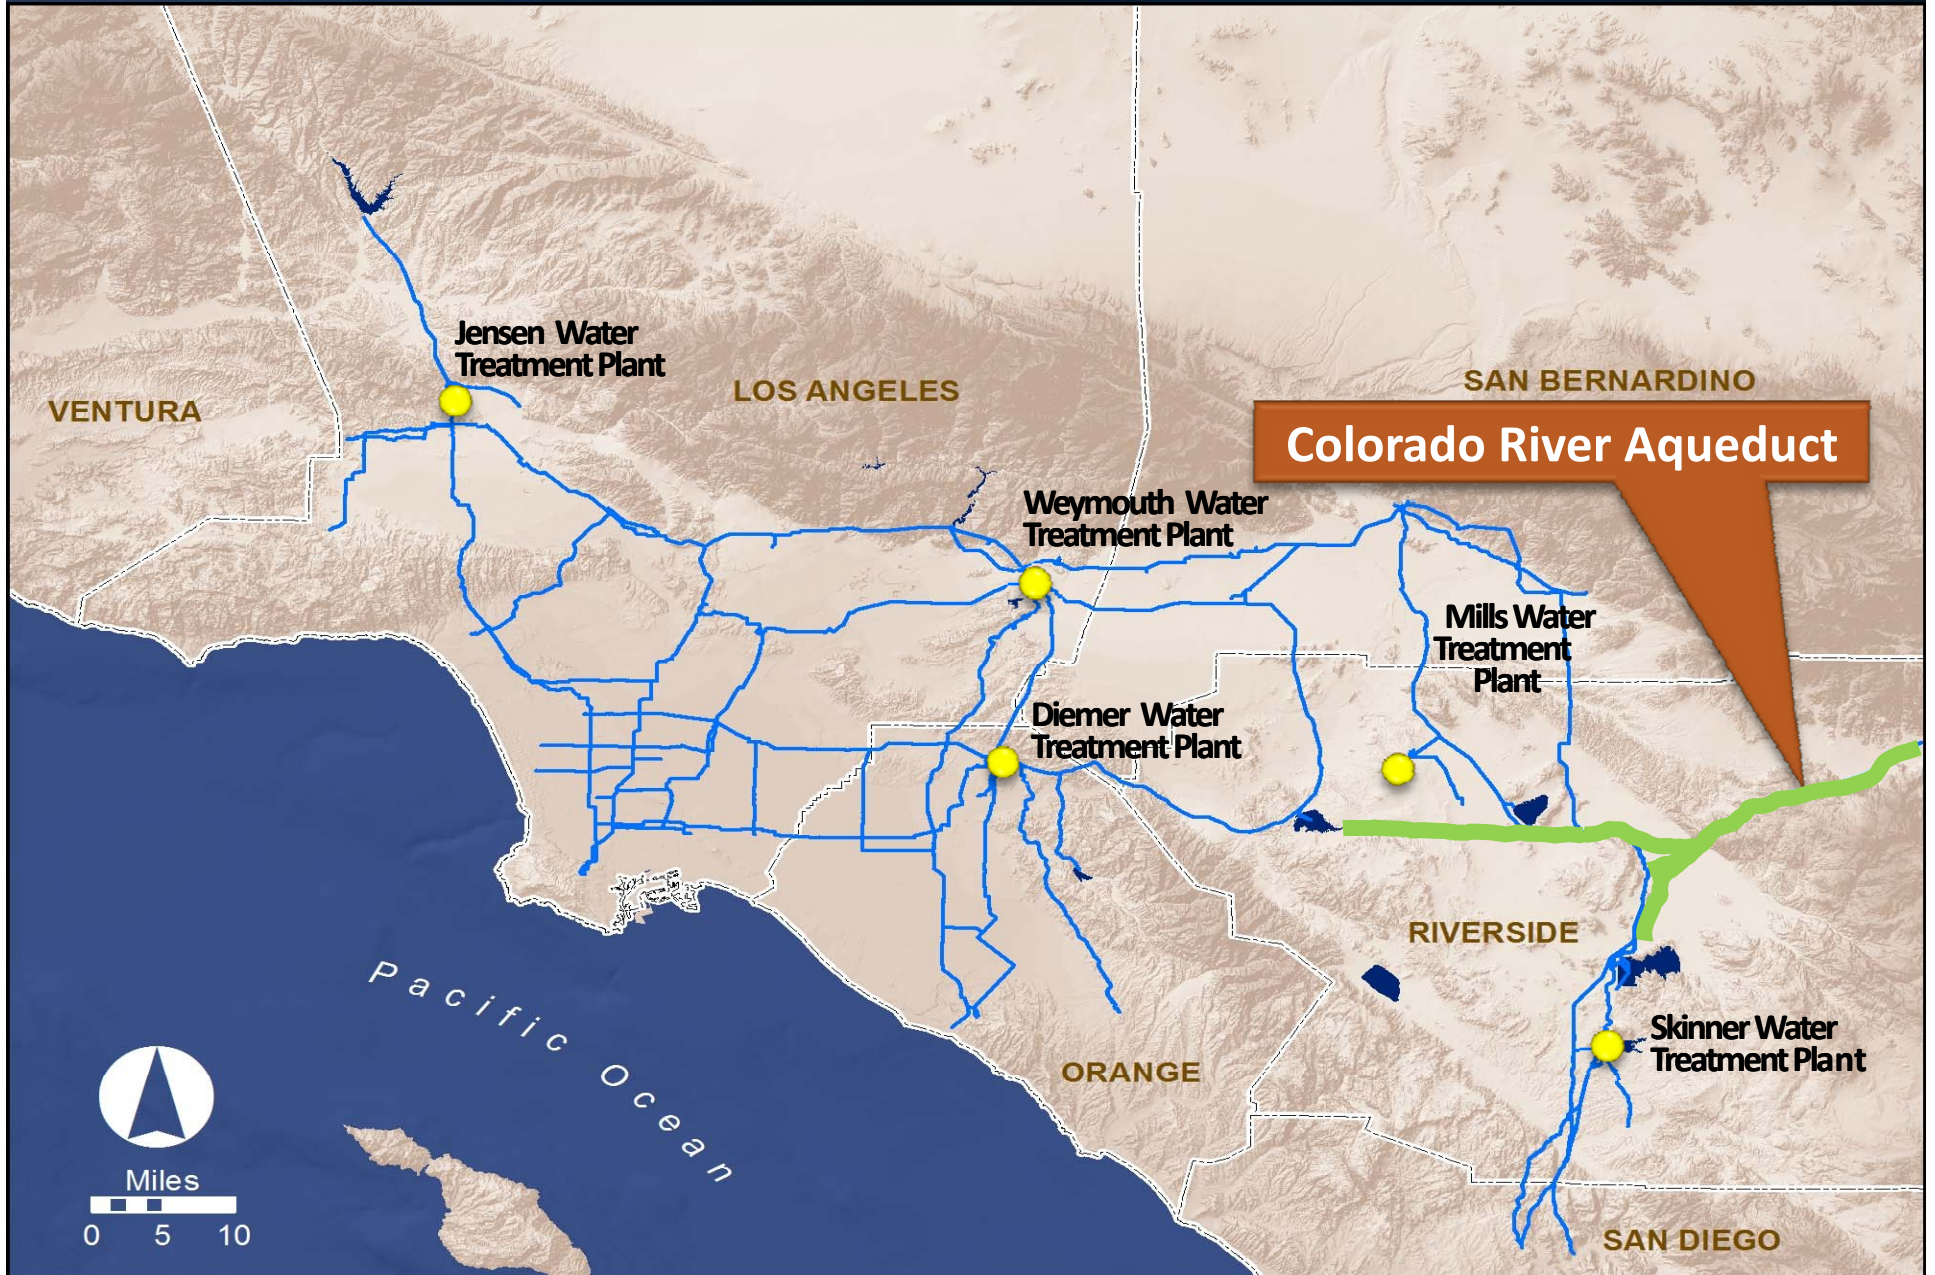 Jensen Water
Treatment Plant
VENTURA
LOS ANGELES
SAN BERNARDINO
Colorado River Aqueduct
Weymouth Water
Treatment Plant
Mills Water
Treatment
Plant
Diemer Water
Treatment Plant
RIVERSIDE
Pacific Ocean
Skinner Water
Treatment Plant
ORANGE
Miles
0 5 10
SAN DIEGO